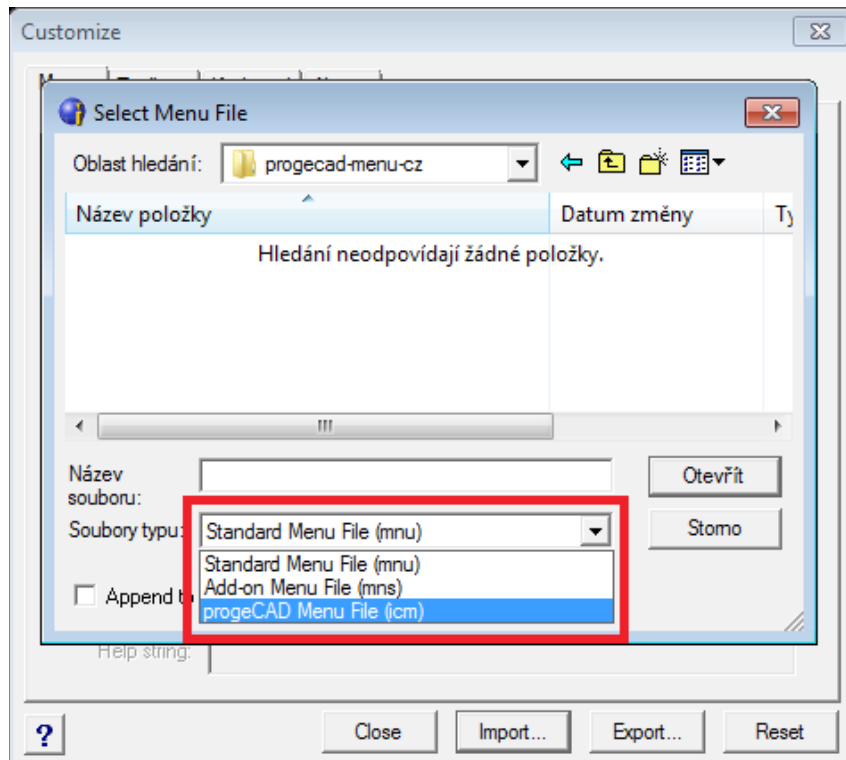 Customize
Select Menu File
Oblast hledání: progecad-menu-cz
Název položky Datum změny
Hledání neodpovídají žádné položky.
Název
souboru:
Otevřít
Soubory typu: Standard Menu File (mnu)
Storno
Standard Menu File (mnu)
Add-on Menu File (mns)
progeCAD Menu File (icm)
Append
Help string:
? Close Import... Export... Reset